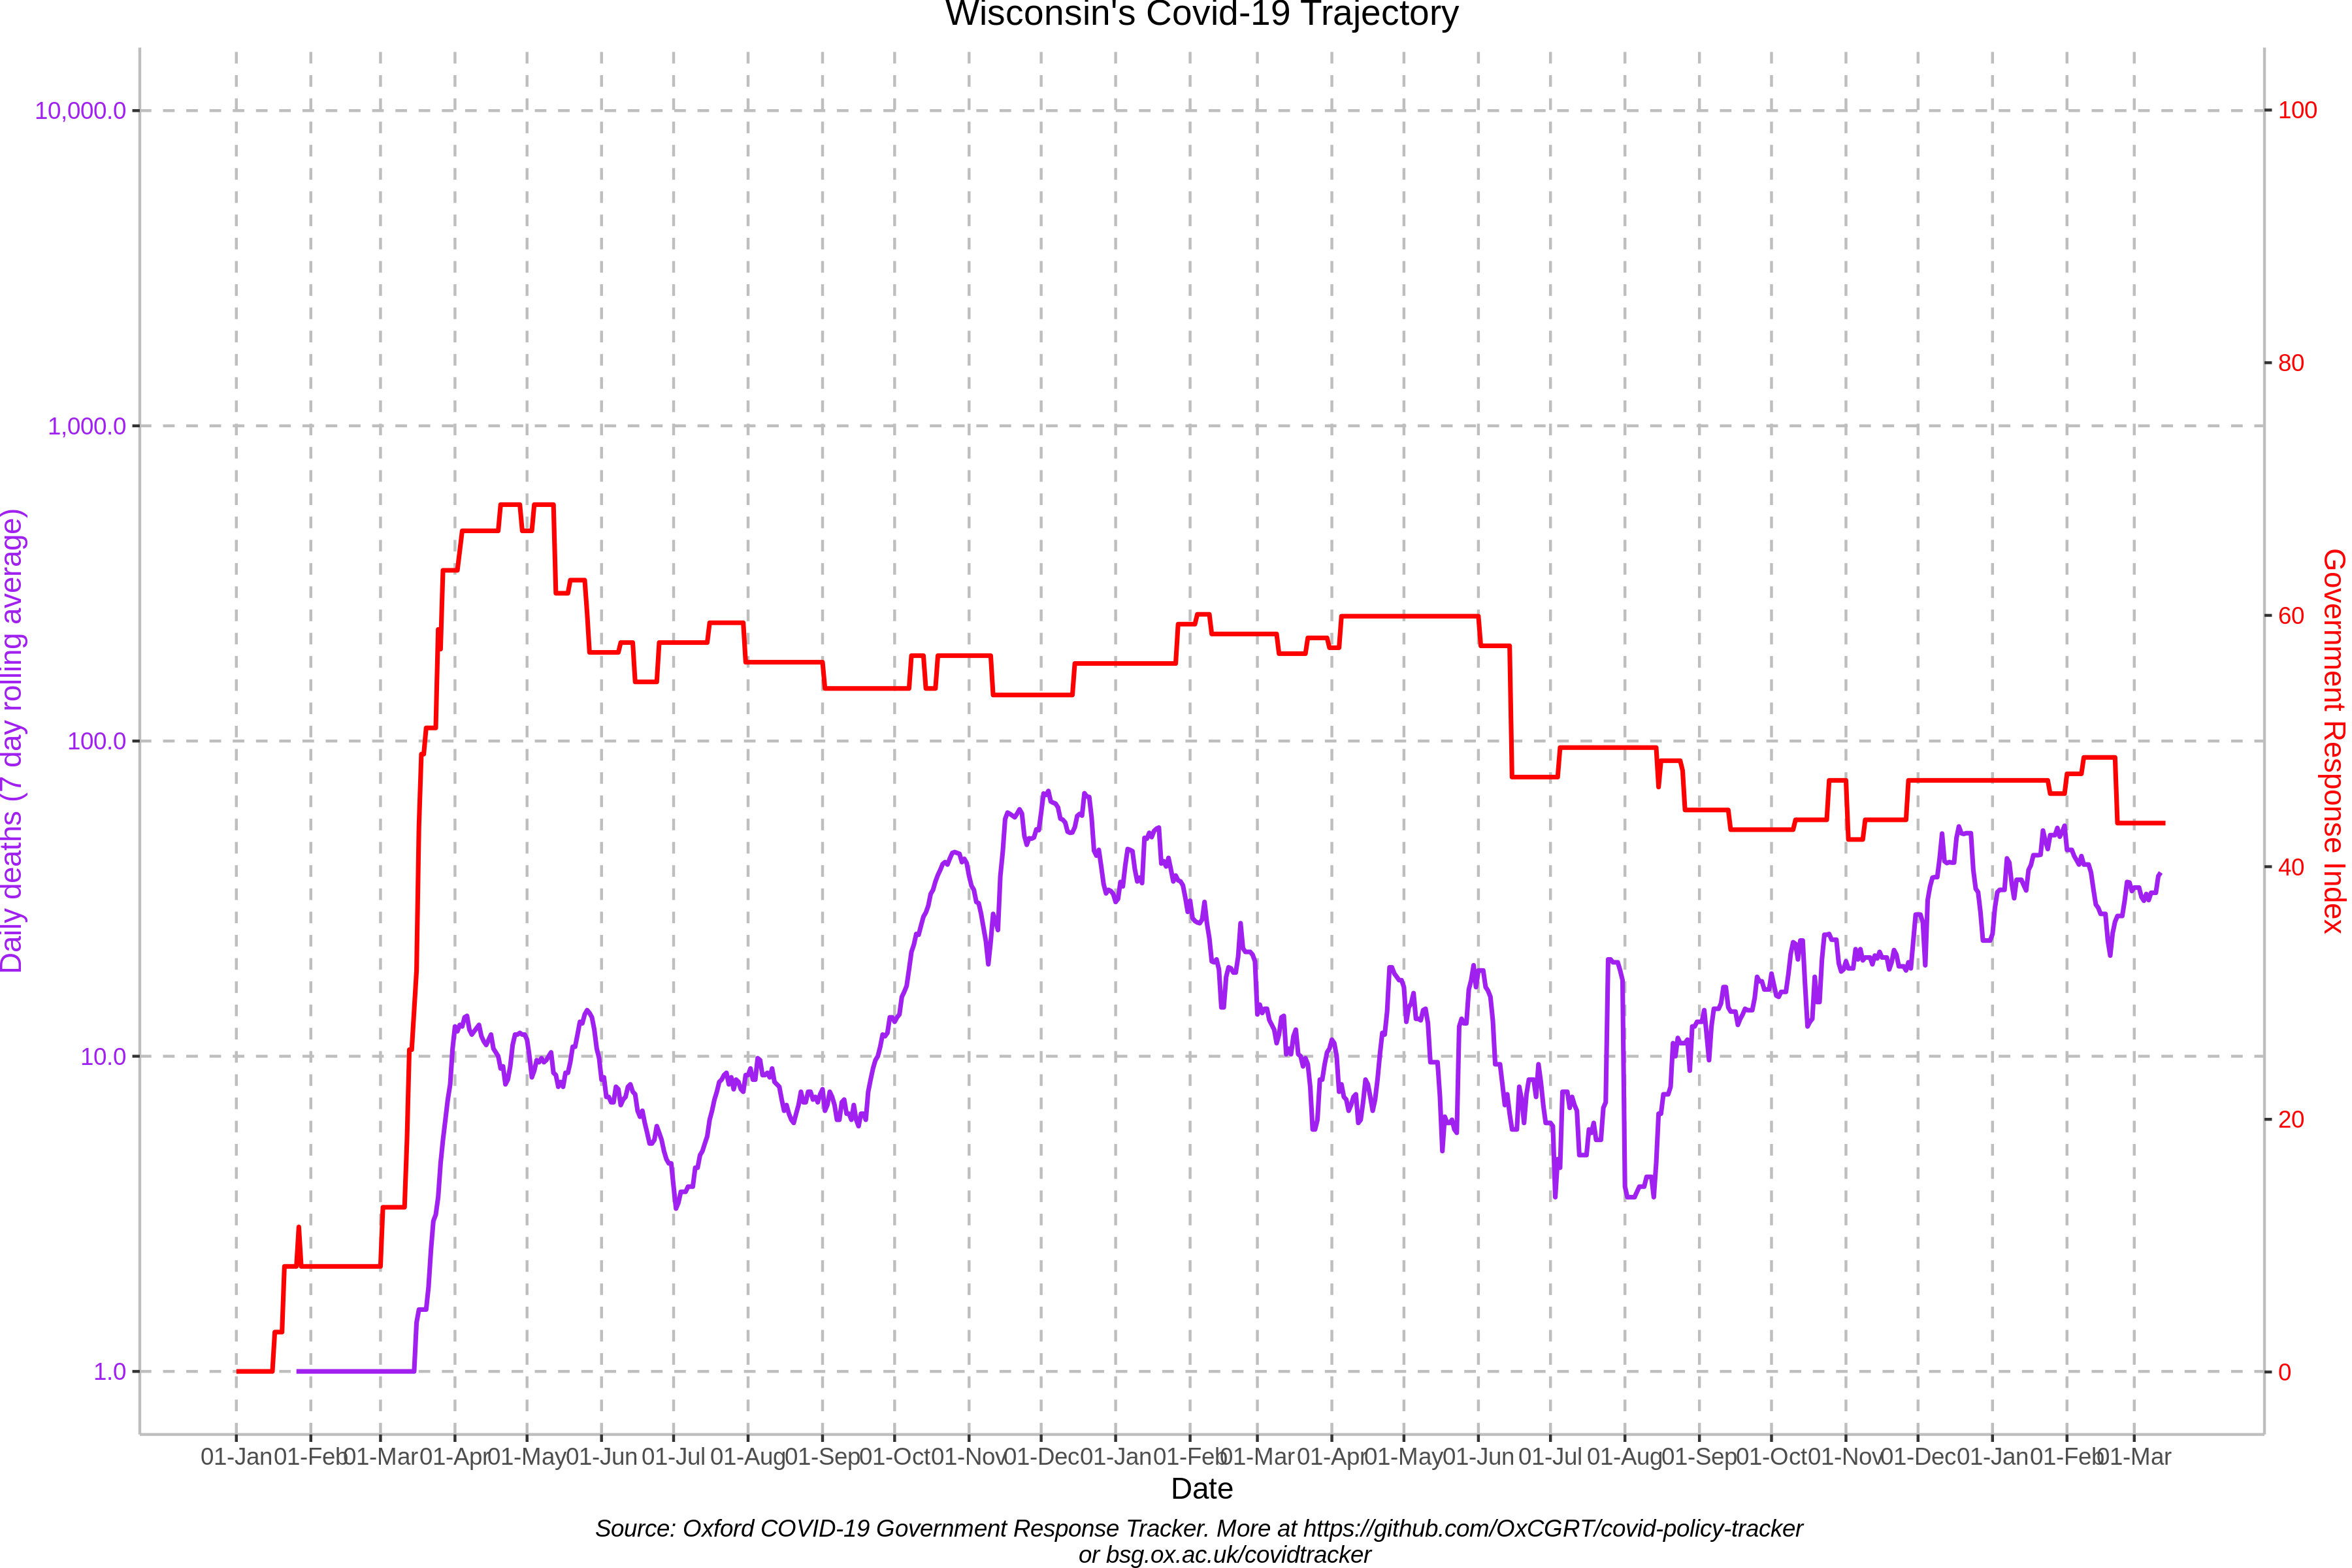 Wisconsin's Covid-19 Trajectory
10,000.0
1,000.0
100.0
10.0
1.0
Daily deaths (7 day rolling average)
100
80
60
40
20
0
Government Response Index
01-Jan 01-Feb 01-Mar 01-Apr 01-May 01-Jun 01-Jul 01-Aug 01-Sep 01-Oct 01-Nov 01-Dec 01-Jan 01-Feb 01-Mar 01-Apr 01-May 01-Jun 01-Jul 01-Aug 01-Sep 01-Oct 01-Nov 01-Dec 01-Jan 01-Feb 01-Mar
Date
Source: Oxford COVID-19 Government Response Tracker. More at https://github.com/OxCGRT/covid-policy-tracker
or bsg.ox.ac.uk/covidtracker